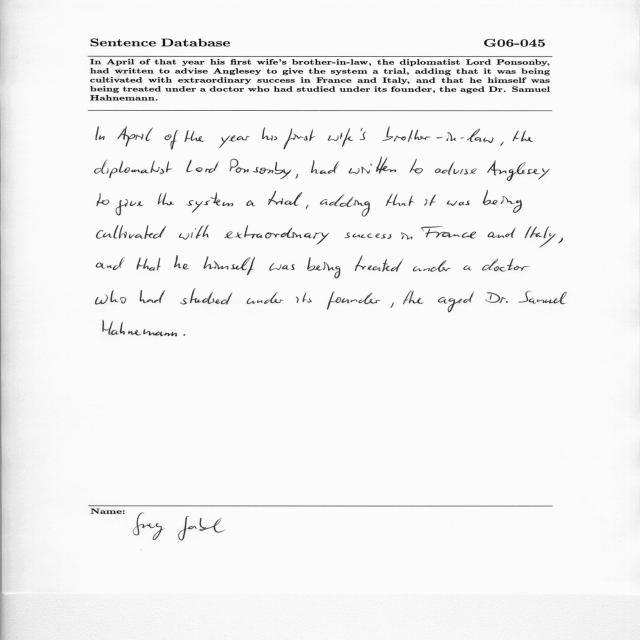 Sentence Database G06-045
In April of that year his first wife's brother-in-law, the diplomatist Lord Ponsonby,
had written to advise Anglesey to give the system a trial, adding that it was being
cultivated with extraordinary success in France and Italy, and that he himself was
being treated under a doctor who had studied under its founder, the aged Dr. Samuel
Hahnemann.
In April of the year his first wife's brother-in-law, the
diplomatist Lord Ponsonby, had written to advise Anglesey
to give the system a trial, adding that it was being
cultivated with extraordinary success in France and Italy,
and that he himself was being treated under a doctor
who had studied under its founder, the aged Dr. Samuel
Hahnemann.
Name: